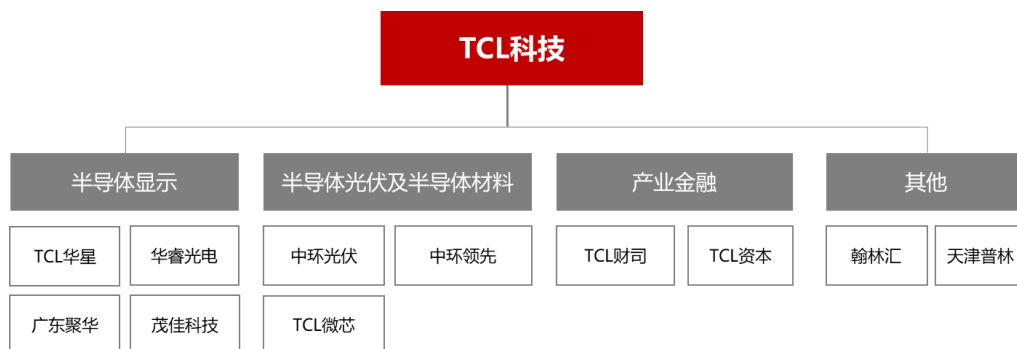 TCL科技
半导体显示
半导体光伏及半导体材料
产业金融
其他
TCL华星
华睿光电
中环光伏
中环领先
TCL财司
TCL资本
翰林汇
天津普林
广东聚华
茂佳科技
TCL微芯